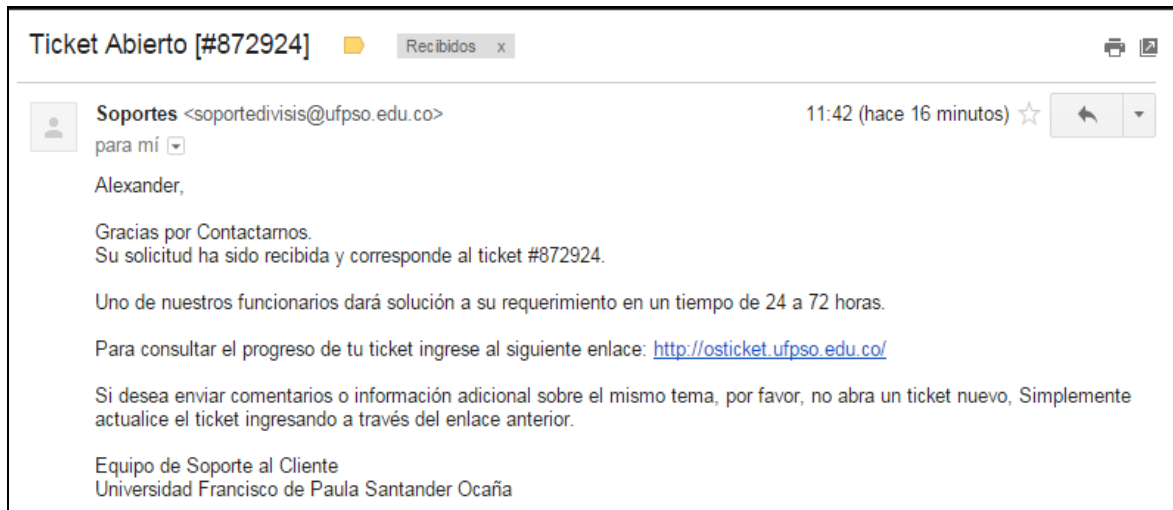 Ticket Abierto [#872924] Recibidos x
Soportes <soportedivisis@ufpso.edu.co> 11:42 (hace 16 minutos)
para mí
Alexander,
Gracias por Contactarnos.
Su solicitud ha sido recibida y corresponde al ticket #872924.
Uno de nuestros funcionarios dará solución a su requerimiento en un tiempo de 24 a 72 horas.
Para consultar el progreso de tu ticket ingrese al siguiente enlace: http://osticket.ufpso.edu.co/
Si desea enviar comentarios o información adicional sobre el mismo tema, por favor, no abra un ticket nuevo, Simplemente
actualice el ticket ingresando a través del enlace anterior.
Equipo de Soporte al Cliente
Universidad Francisco de Paula Santander Ocaña